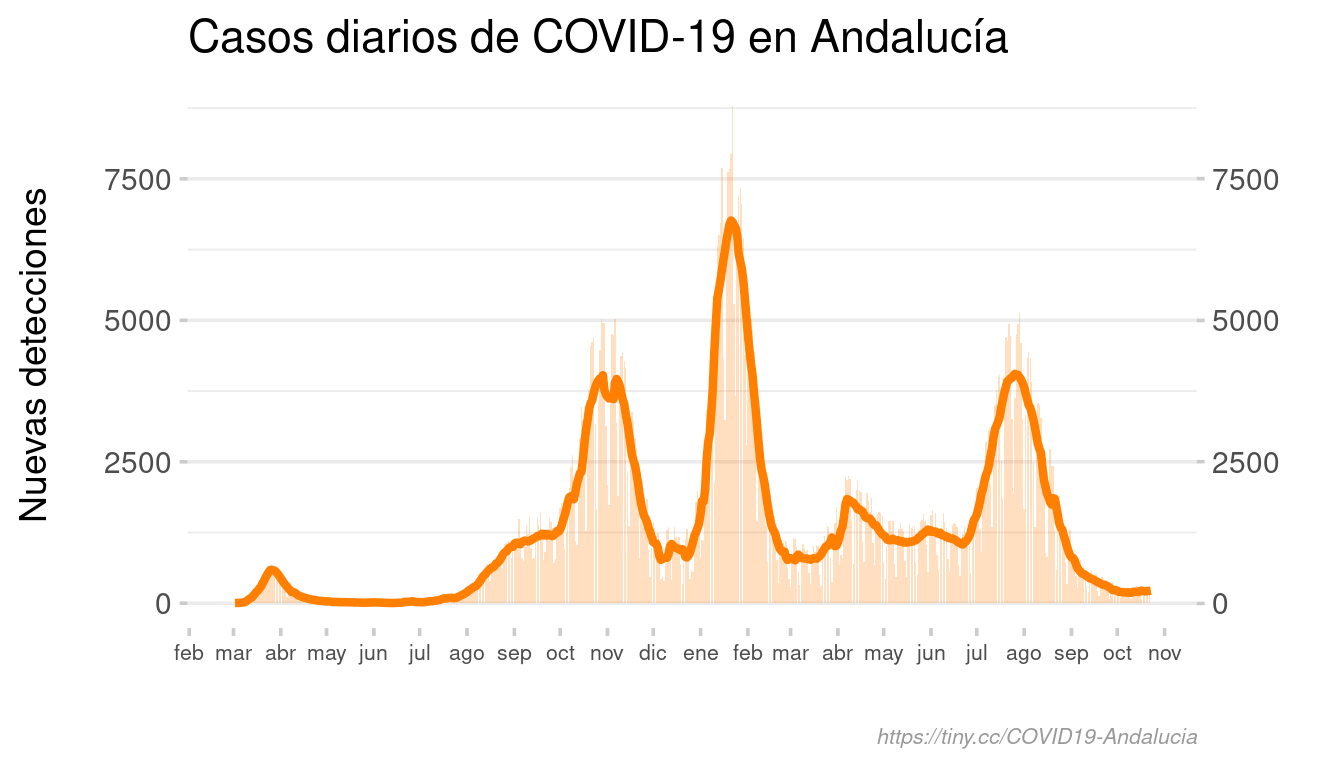 Casos diarios de COVID-19 en Andalucía
Nuevas detecciones
7500 7500
5000 5000
2500 2500
0 0
feb mar abr may jun jul ago sep oct nov dic ene feb mar abr may jun jul ago sep oct nov
https://tiny.cc/COVID19-Andalucia